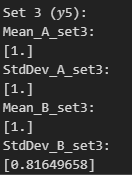 Set 3 (y5):
Mean_A_set3:
[1.]
StdDev_A_set3:
[1.]
Mean_B_set3:
[1.]
StdDev_B_set3:
[0.81649658]